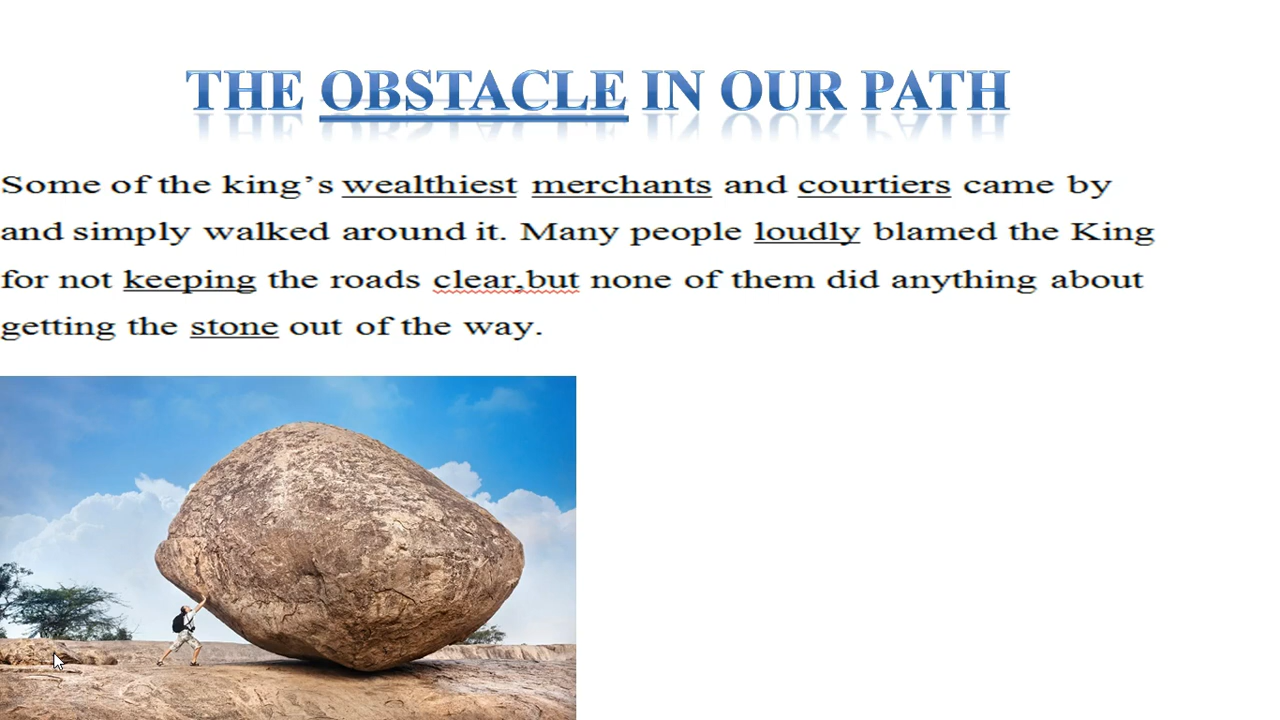 THE OBSTACLE IN OUR PATH
Some of the king’s wealthiest merchants and courtiers came by
and simply walked around it. Many people loudly blamed the King
for not keeping the roads clear,but none of them did anything about
getting the stone out of the way.